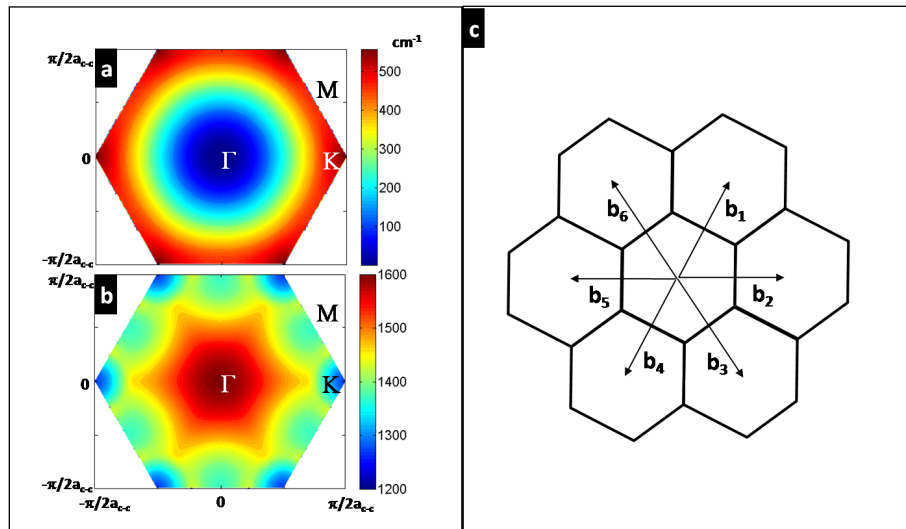 a
cm⁻¹
π/2a_c-c
0
-π/2a_c-c
M
Γ
K
500
400
300
200
100
b
π/2a_c-c
0
-π/2a_c-c
-π/2a_c-c
0
π/2a_c-c
M
Γ
K
1600
1500
1400
1300
1200
c
b₁
b₂
b₃
b₄
b₅
b₆